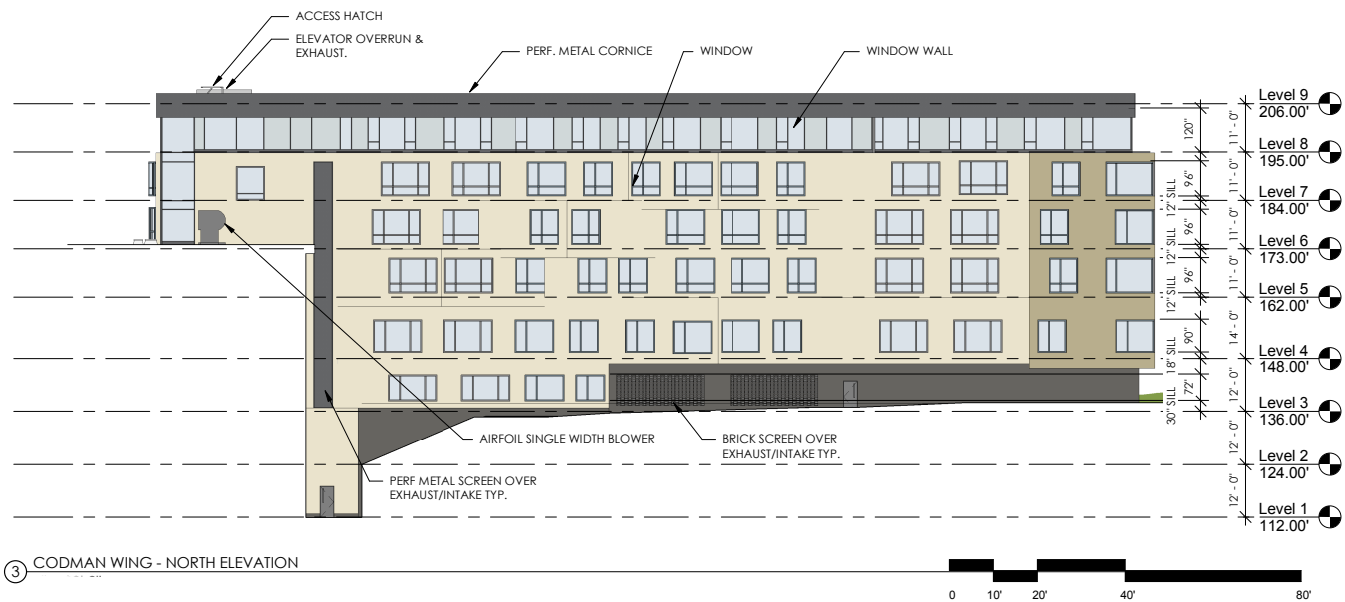 ACCESS HATCH
ELEVATOR OVERRUN &
EXHAUST.
PERF. METAL CORNICE
WINDOW
WINDOW WALL
Level 9
206.00'
120"
11' - 0"
Level 8
195.00'
96"
11' - 0"
12" SILL
Level 7
184.00'
96"
11' - 0"
12" SILL
Level 6
173.00'
96"
11' - 0"
12" SILL
Level 5
162.00'
90"
14' - 0"
18" SILL
Level 4
148.00'
72"
12' - 0"
30" SILL
Level 3
136.00'
12' - 0"
AIRFOIL SINGLE WIDTH BLOWER
BRICK SCREEN OVER
EXHAUST/INTAKE TYP.
Level 2
124.00'
12' - 0"
PERF METAL SCREEN OVER
EXHAUST/INTAKE TYP.
Level 1
112.00'
3
CODMAN WING - NORTH ELEVATION
0 10' 20' 40' 80'